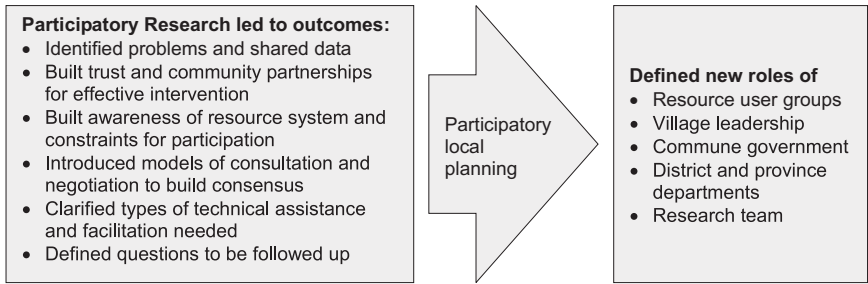 Participatory Research led to outcomes:
• Identified problems and shared data
• Built trust and community partnerships
for effective intervention
• Built awareness of resource system and
constraints for participation
• Introduced models of consultation and
negotiation to build consensus
• Clarified types of technical assistance
and facilitation needed
• Defined questions to be followed up
Participatory
local
planning
Defined new roles of
• Resource user groups
• Village leadership
• Commune government
• District and province
departments
• Research team